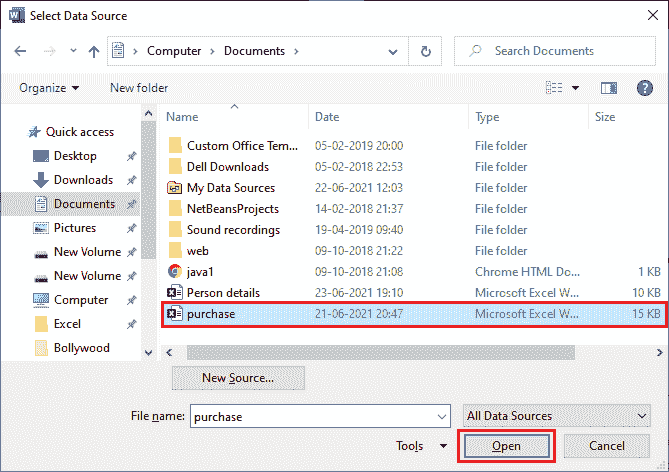 Select Data Source
Computer > Documents >
Search Documents
Organize
New folder
Quick access
Desktop
Downloads
Documents
Pictures
New Volume
New Volume
Computer
Excel
Bollywood
Name Date Type Size
Custom Office Tem... 05-02-2019 20:00 File folder
Dell Downloads 05-02-2018 22:53 File folder
My Data Sources 22-06-2021 12:03 File folder
NetBeansProjects 14-02-2018 21:37 File folder
Sound recordings 19-04-2019 09:40 File folder
web 09-10-2018 21:22 File folder
java1 09-10-2018 21:08 Chrome HTML Do... 1 KB
Person details 23-06-2021 19:10 Microsoft Excel W... 10 KB
purchase 21-06-2021 20:47 Microsoft Excel W... 15 KB
New Source...
File name: purchase
All Data Sources
Tools Open Cancel